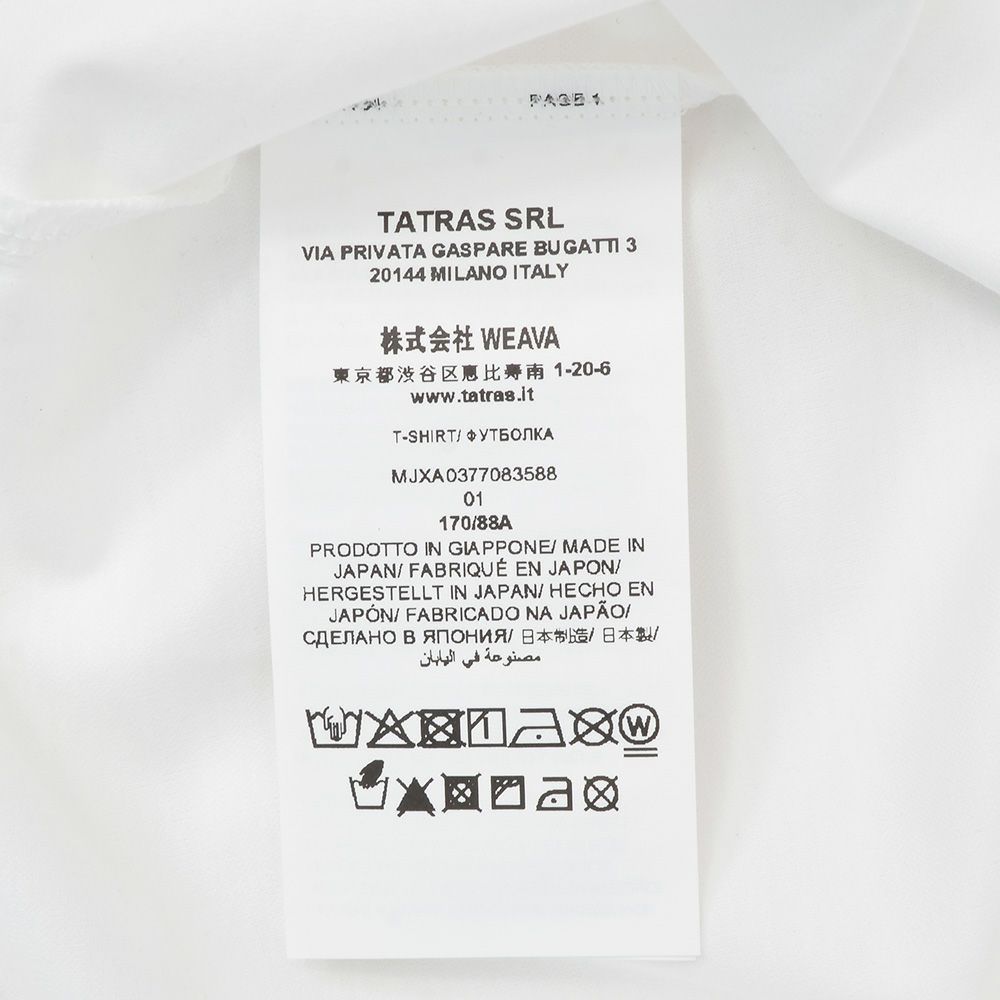 PAGE 1
TATRAS SRL
VIA PRIVATA GASPARE BUGATTI 3
20144 MILANO ITALY
株式会社 WEAVA
東京都渋谷区恵比寿南 1-20-6
www.tatras.it
T-SHIRT/ ФУТБОЛКА
MJXA0377083588
01
170/88A
PRODOTTO IN GIAPPONE/ MADE IN
JAPAN/ FABRIQUÉ EN JAPON/
HERGESTELLT IN JAPAN/ HECHO EN
JAPÓN/ FABRICADO NA JAPÃO/
СДЕЛАНО В ЯПОНИЯ/ 日本制造/ 日本製/
مصنوعة في اليابان
W